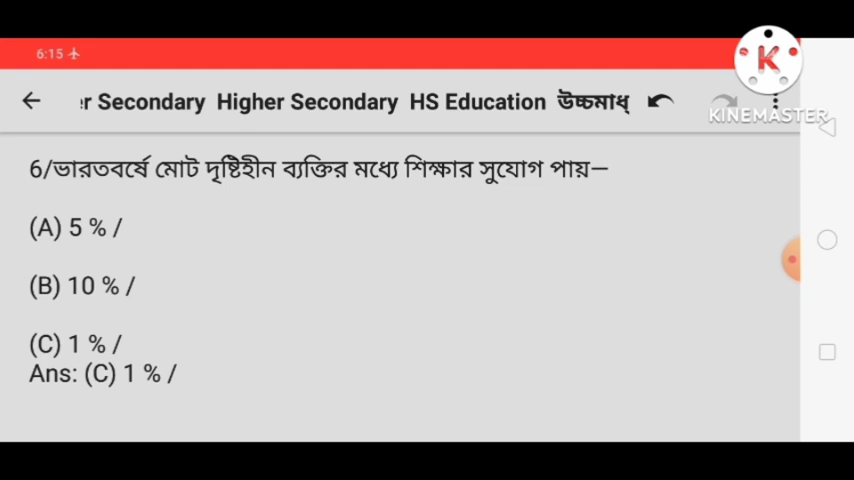 6:15
er Secondary Higher Secondary HS Education উচ্চমাধ্
K
KINEMASTER
6/ভারতবর্ষে মোট দৃষ্টিহীন ব্যক্তির মধ্যে শিক্ষার সুযোগ পায়—
(A) 5 % /
(B) 10 % /
(C) 1 % /
Ans: (C) 1 % /